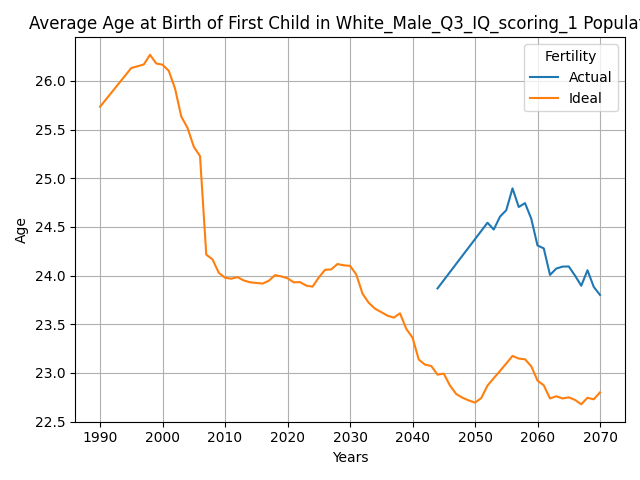 Average Age at Birth of First Child in White_Male_Q3_IQ_scoring_1 Populat
Fertility
Actual
Ideal
26.0
25.5
25.0
24.5
24.0
23.5
23.0
22.5
Age
1990 2000 2010 2020 2030 2040 2050 2060 2070
Years